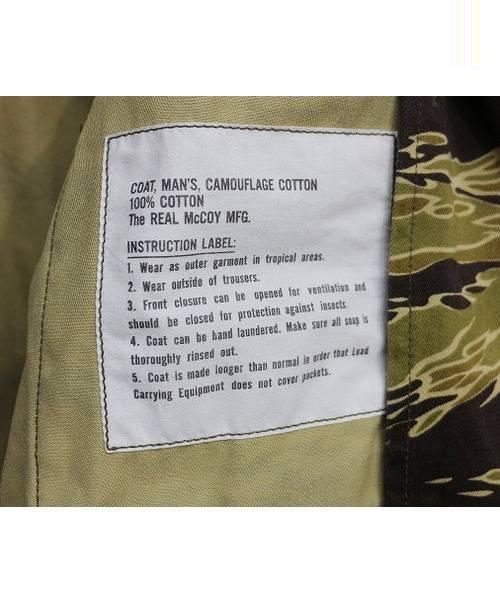 COAT, MAN'S, CAMOUFLAGE COTTON
100% COTTON
The REAL McCOY MFG.
INSTRUCTION LABEL:
1. Wear as outer garment in tropical areas.
2. Wear outside of trousers.
3. Front closure can be opened for ventilation and
should be closed for protection against insects.
4. Coat can be hand laundered. Make sure all soap is
thoroughly rinsed out.
5. Coat is made longer than normal in order that Load
Carrying Equipment does not cover pockets.